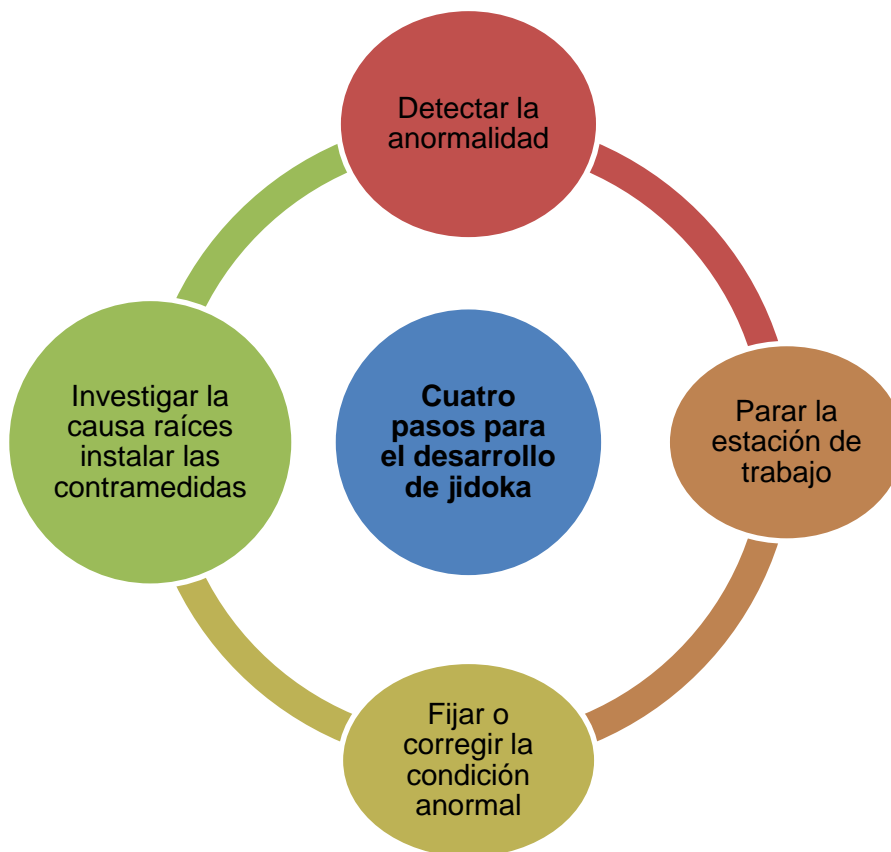 Detectar la
anormalidad
Cuatro
pasos para
el desarrollo
de jidoka
Parar la
estación de
trabajo
Fijar o
corregir la
condición
anormal
Investigar la
causa raíces
instalar las
contramedidas